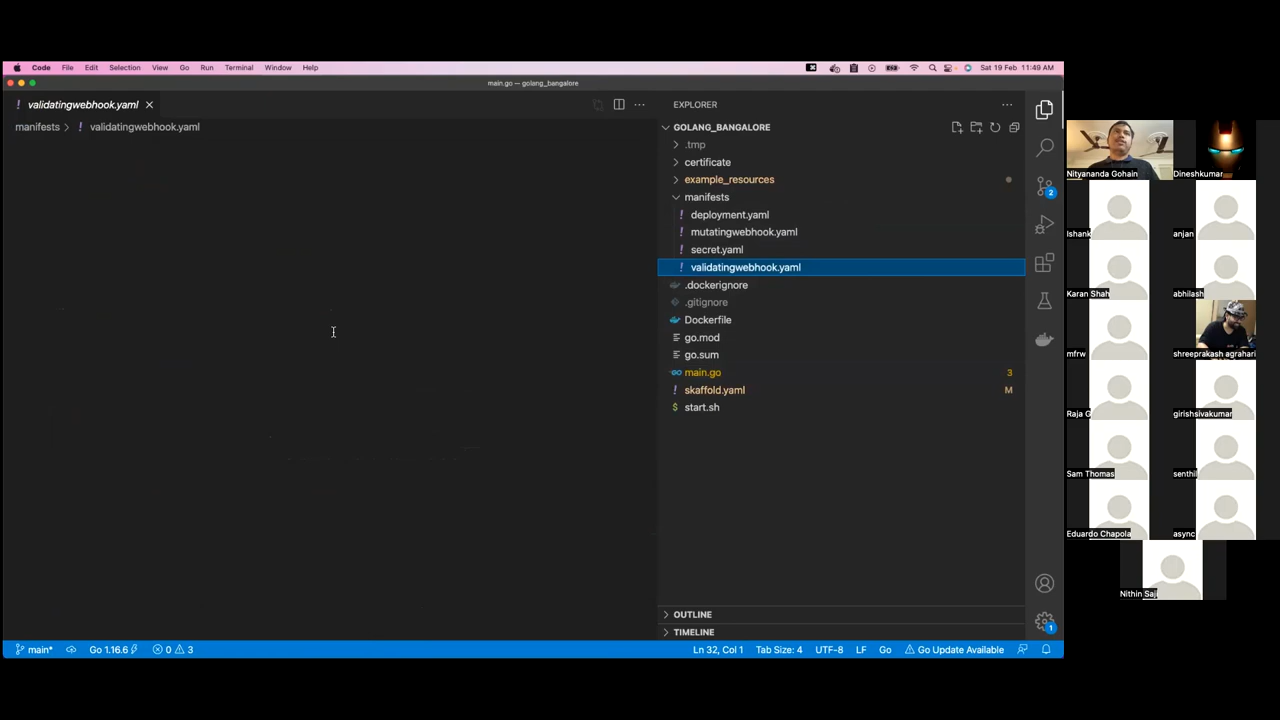 Code File Edit Selection View Go Run Terminal Window Help
Sat 19 Feb 11:49 AM
main.go — golang_bangalore
! validatingwebhook.yaml
manifests > ! validatingwebhook.yaml
EXPLORER
GOLANG_BANGALORE
.tmp
certificate
example_resources
manifests
! deployment.yaml
! mutatingwebhook.yaml
! secret.yaml
! validatingwebhook.yaml
.dockerignore
.gitignore
Dockerfile
go.mod
go.sum
main.go 3
! skaffold.yaml M
$ start.sh
OUTLINE
TIMELINE
2
1
main* Go 1.16.6 0 3
Ln 32, Col 1 Tab Size: 4 UTF-8 LF Go Go Update Available
Nityananda Gohain Dineshkumar
Ishank anjan
Karan Shah abhilash
mfrw shreeprakash agrahari
Raja G girishsivakumar
Sam Thomas senthil
Eduardo Chapola async
Nithin Saji